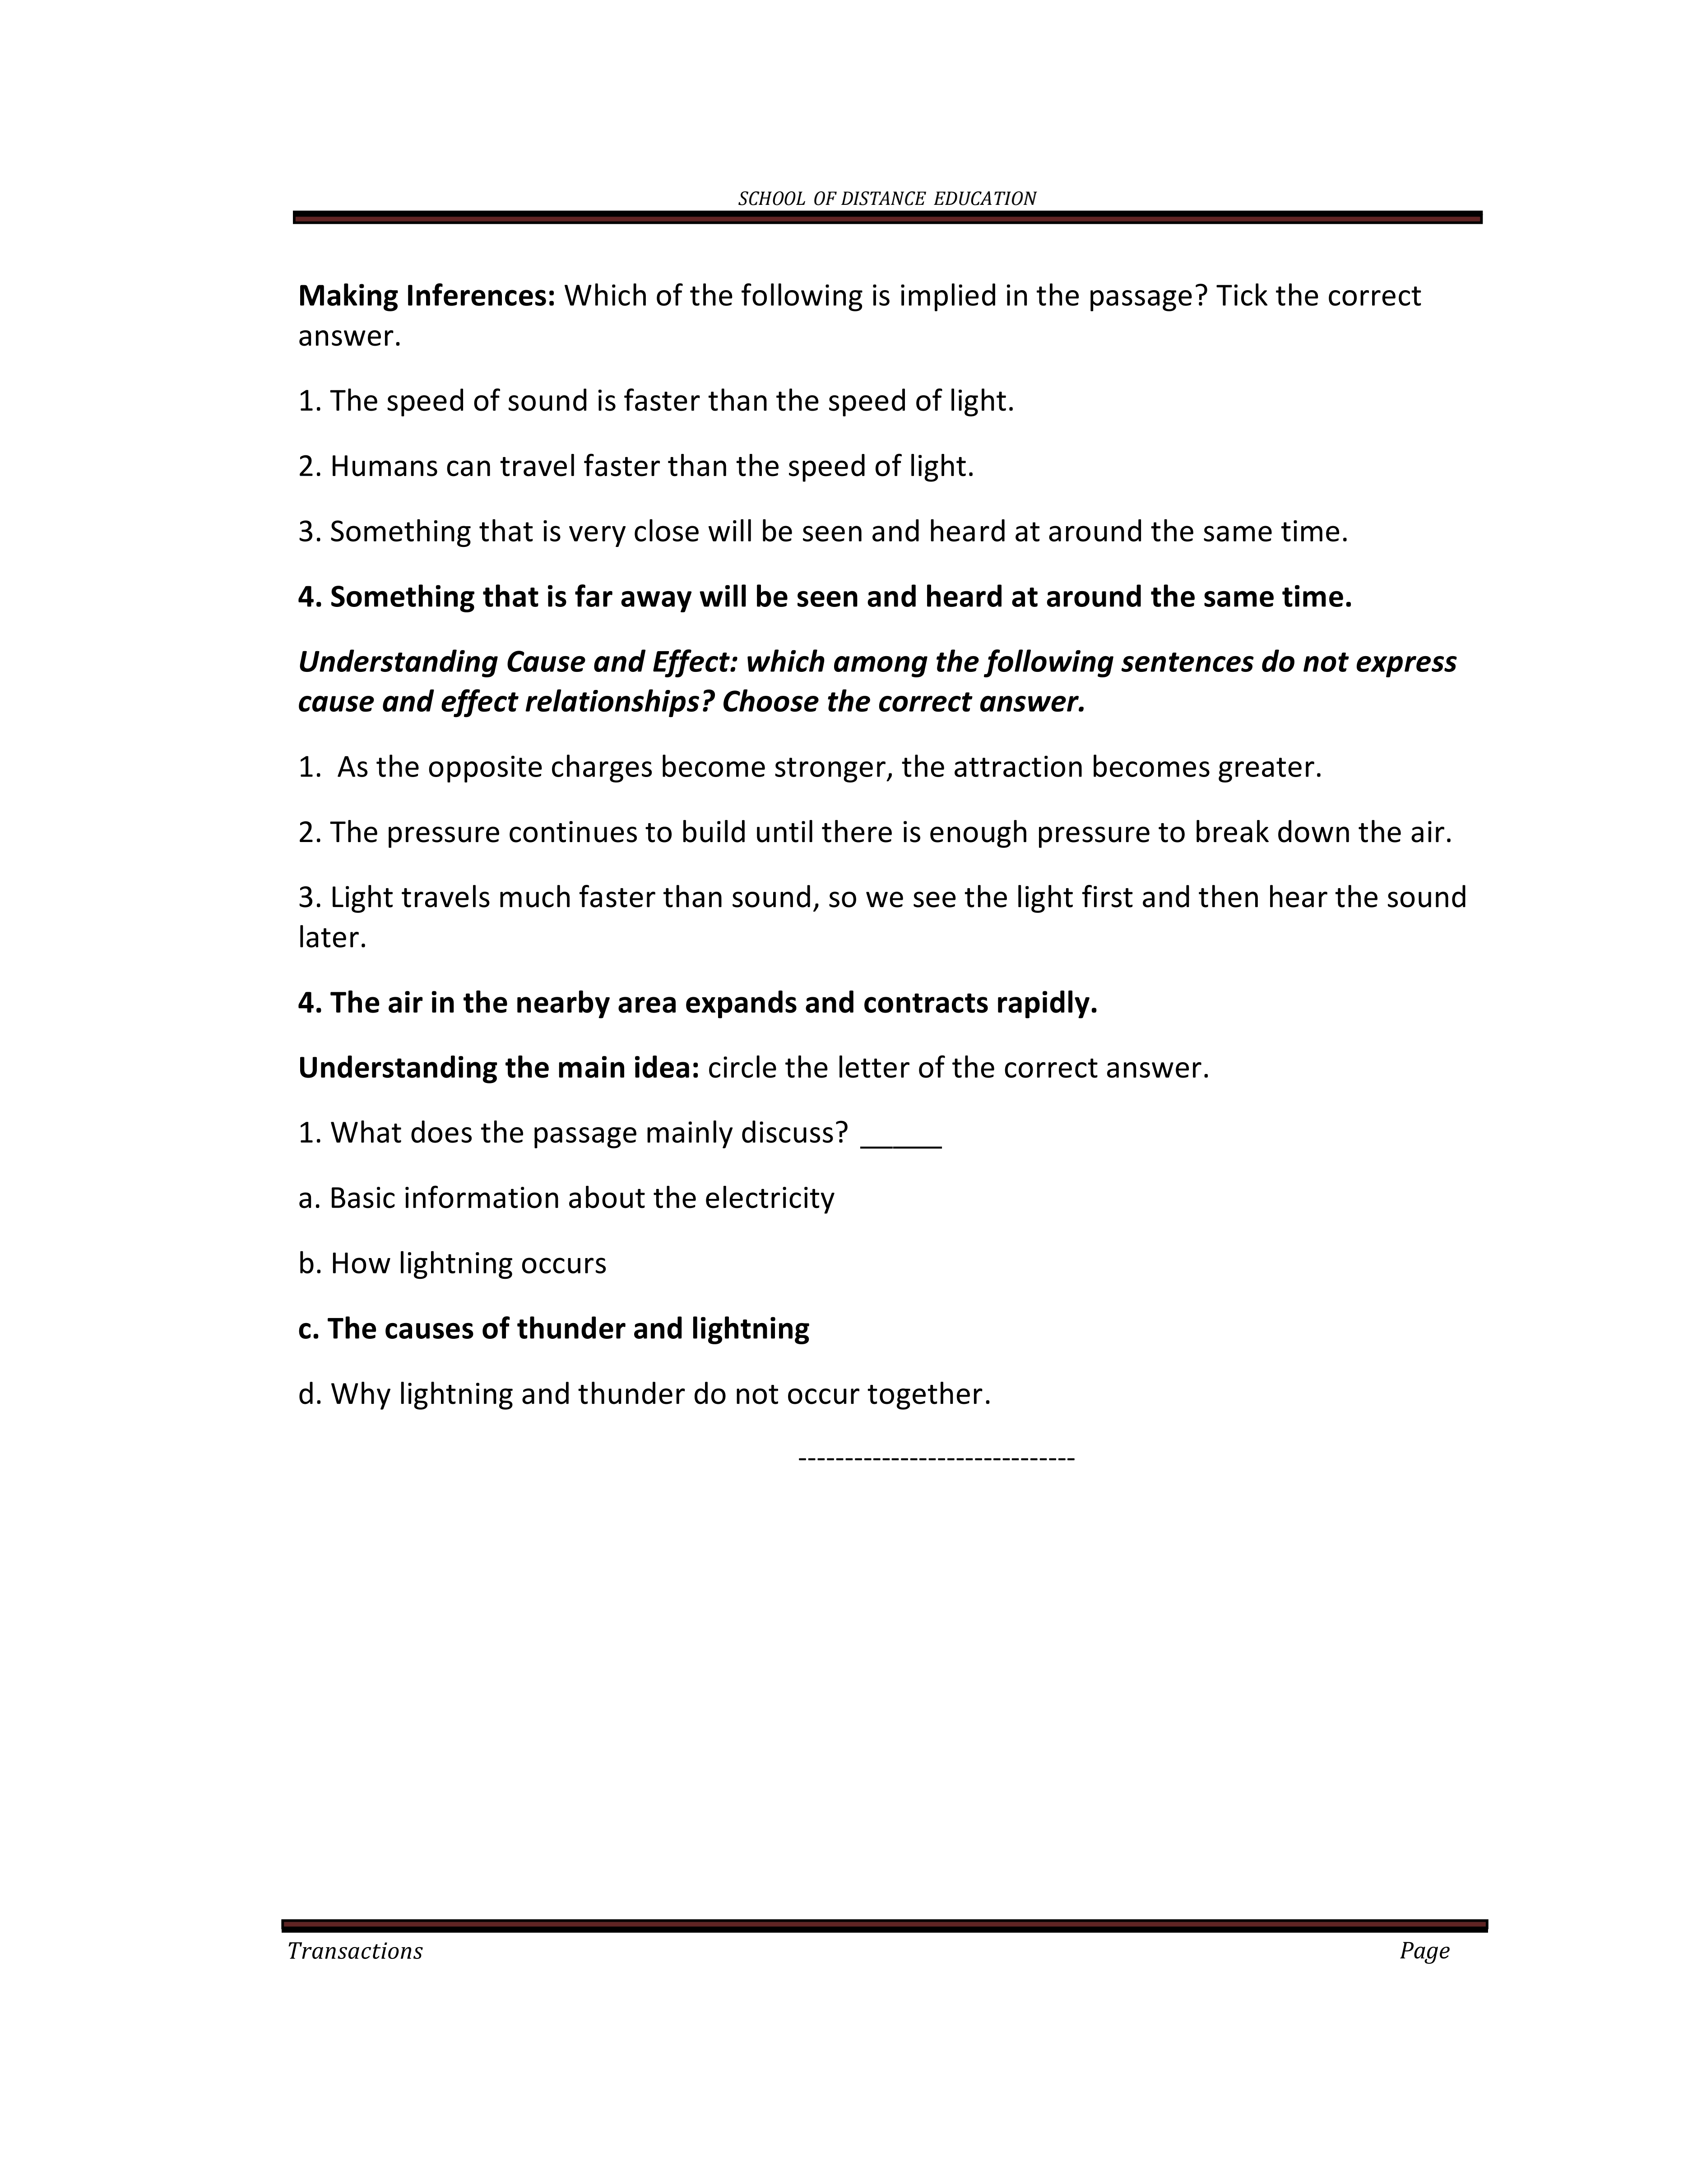 SCHOOL OF DISTANCE EDUCATION
Making Inferences: Which of the following is implied in the passage? Tick the correct
answer.
1. The speed of sound is faster than the speed of light.
2. Humans can travel faster than the speed of light.
3. Something that is very close will be seen and heard at around the same time.
4. Something that is far away will be seen and heard at around the same time.
Understanding Cause and Effect: which among the following sentences do not express
cause and effect relationships? Choose the correct answer.
1. As the opposite charges become stronger, the attraction becomes greater.
2. The pressure continues to build until there is enough pressure to break down the air.
3. Light travels much faster than sound, so we see the light first and then hear the sound
later.
4. The air in the nearby area expands and contracts rapidly.
Understanding the main idea: circle the letter of the correct answer.
1. What does the passage mainly discuss? _____
a. Basic information about the electricity
b. How lightning occurs
c. The causes of thunder and lightning
d. Why lightning and thunder do not occur together.
------------------------------
Transactions Page